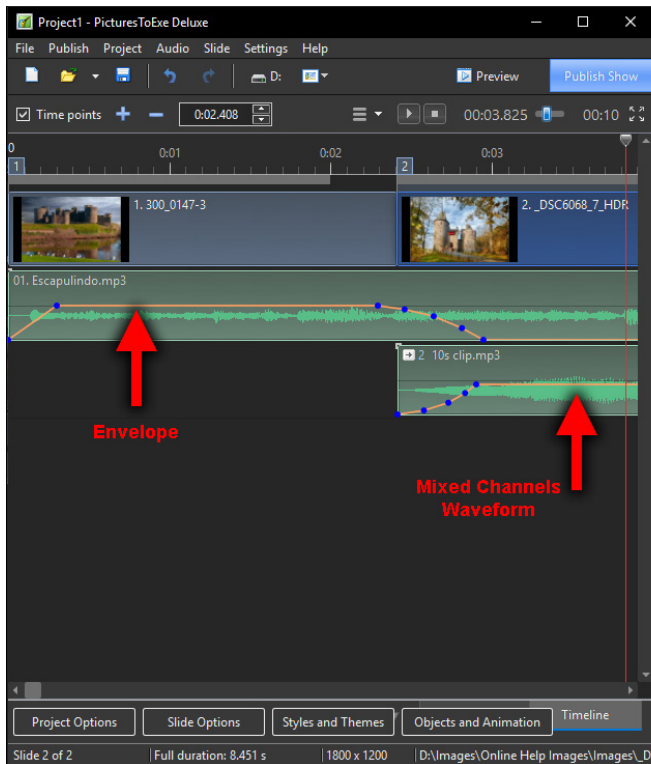 Project1 - PicturesToExe Deluxe
File Publish Project Audio Slide Settings Help
D: Preview Publish Show
Time points 0:02.408 00:03.825 00:10
0 0:01 0:02 0:03
1 2
1. 300_0147-3 2. _DSC6068_7_HDR
01. Escapulindo.mp3
2 10s clip.mp3
Envelope
Mixed Channels
Waveform
Project Options Slide Options Styles and Themes Objects and Animation Timeline
Slide 2 of 2 Full duration: 8.451 s 1800 x 1200 D:\Images\Online Help Images\Images\_D